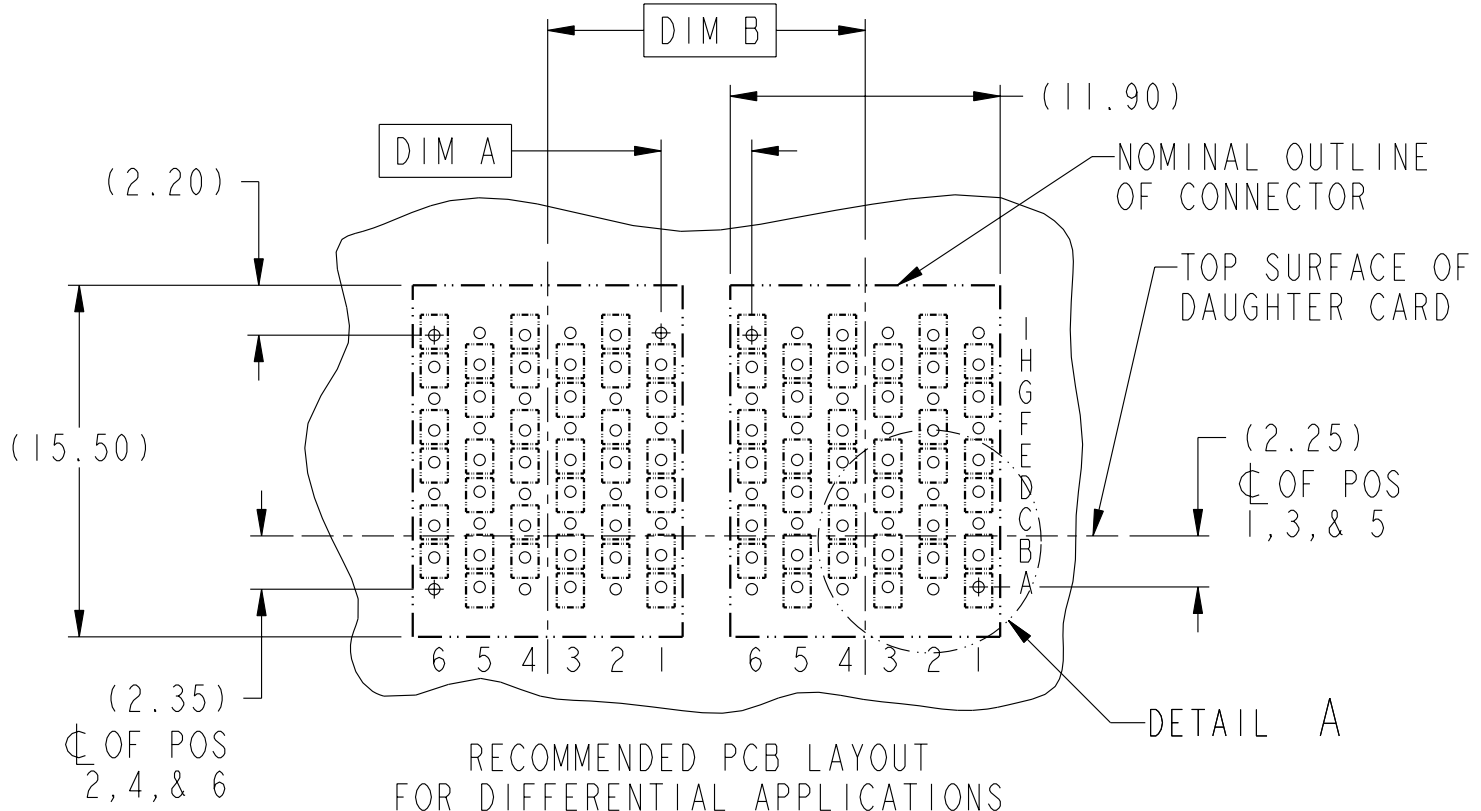 DIM B
(11.90)
DIM A
NOMINAL OUTLINE
OF CONNECTOR
(2.20)
TOP SURFACE OF
DAUGHTER CARD
I
H
G
F
E
D
C
B
A
(15.50)
(2.25)
℄ OF POS
1,3,& 5
6 5 4 3 2 1 6 5 4 3 2 1
(2.35)
℄ OF POS
2,4,& 6
DETAIL A
RECOMMENDED PCB LAYOUT
FOR DIFFERENTIAL APPLICATIONS